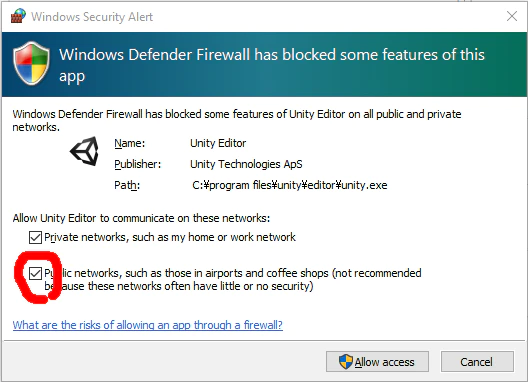 Windows Security Alert
Windows Defender Firewall has blocked some features of this
app
Windows Defender Firewall has blocked some features of Unity Editor on all public and private
networks.
Name: Unity Editor
Publisher: Unity Technologies ApS
Path: C:¥program files¥unity¥editor¥unity.exe
Allow Unity Editor to communicate on these networks:
Private networks, such as my home or work network
Public networks, such as those in airports and coffee shops (not recommended
because these networks often have little or no security)
What are the risks of allowing an app through a firewall?
Allow access
Cancel